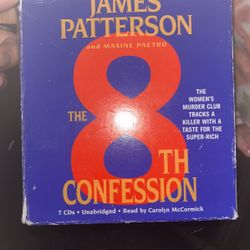 JAMES
PATTERSON
and MAXINE PAETRO
THE
WOMEN'S
MURDER CLUB
TRACKS A
KILLER WITH A
TASTE FOR THE
SUPER-RICH
THE
8
TH
CONFESSION
7 CDs • Unabridged • Read by Carolyn McCormick